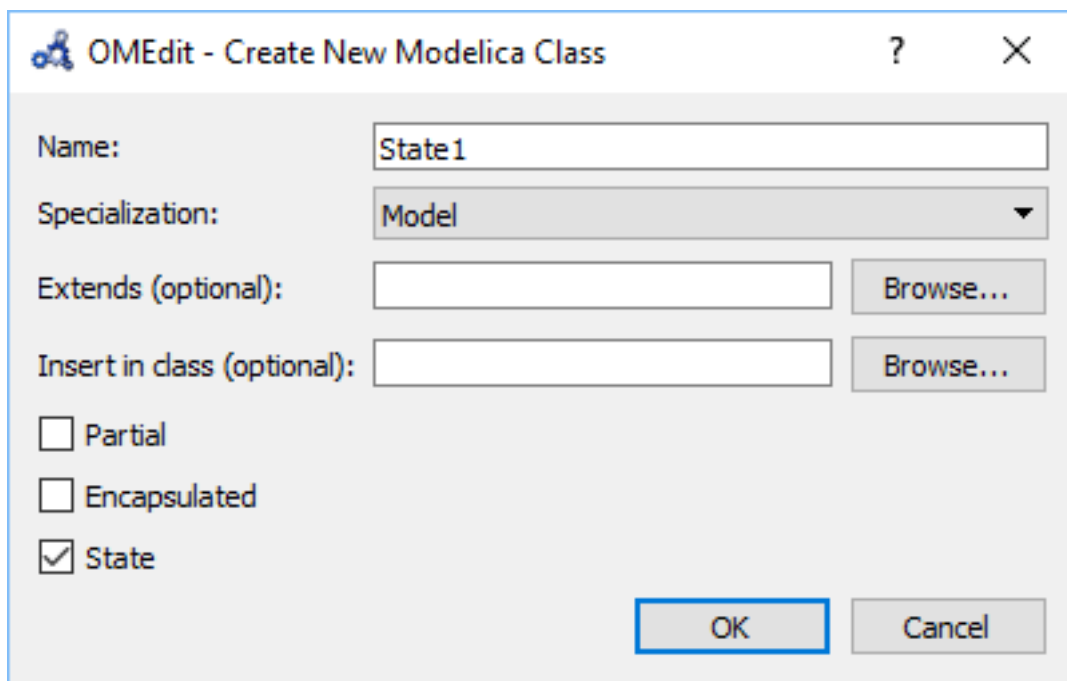 OMEdit - Create New Modelica Class ?
Name: State1
Specialization: Model
Extends (optional): Browse...
Insert in class (optional): Browse...
Partial
Encapsulated
State
OK Cancel